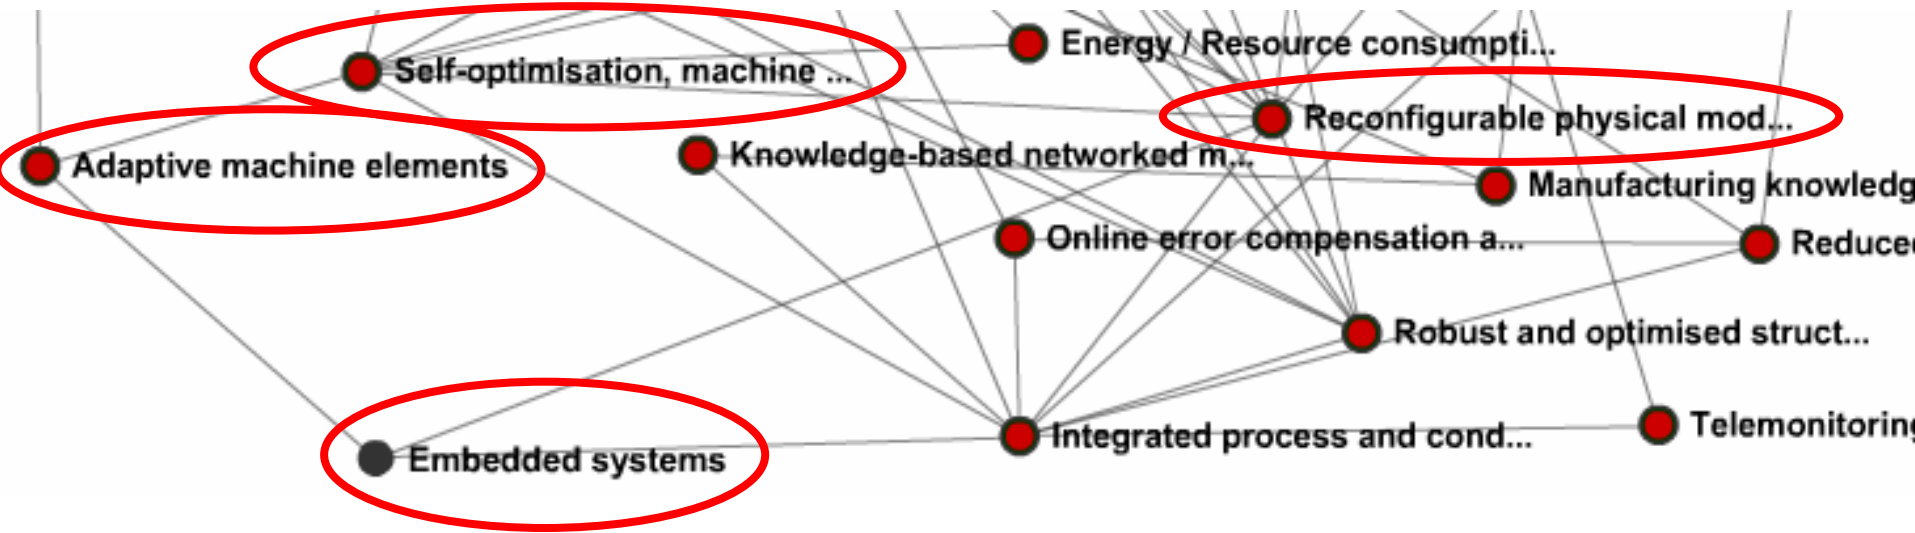 Energy / Resource consumpti...
Self-optimisation, machine ...
Reconfigurable physical mod...
Knowledge-based networked m...
Adaptive machine elements
Manufacturing knowledg
Online error compensation a...
Reduce
Robust and optimised struct...
Telemonitoring
Integrated process and cond...
Embedded systems